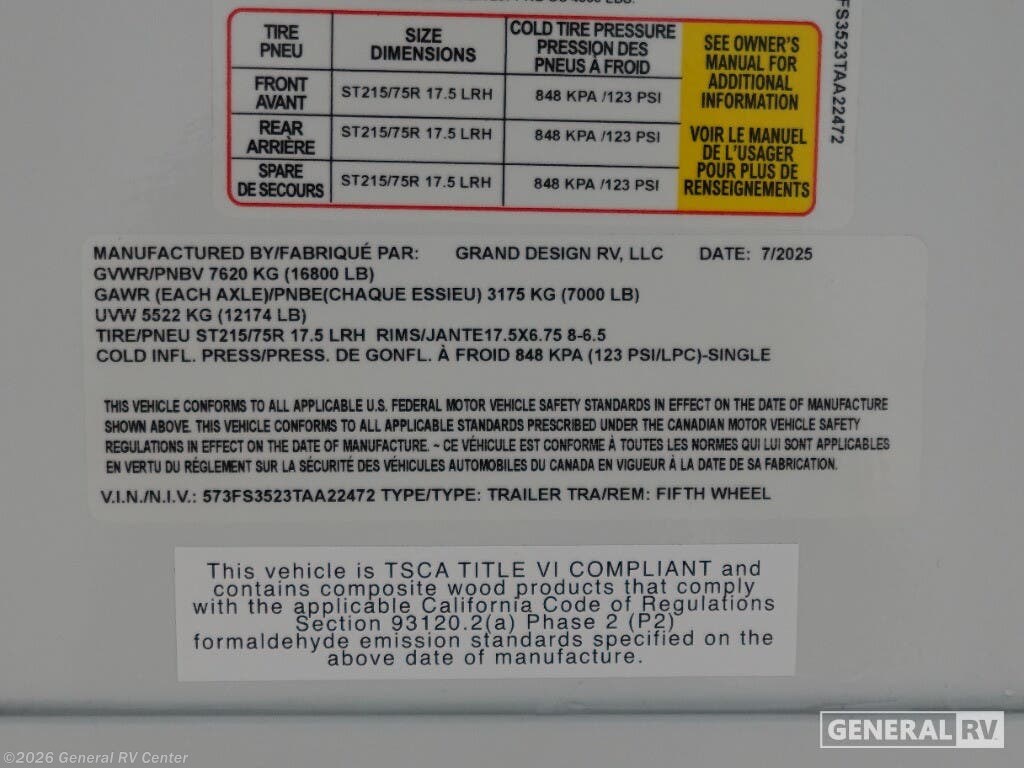 TIRE
PNEU
SIZE
DIMENSIONS
COLD TIRE PRESSURE
PRESSION DES
PNEUS À FROID
SEE OWNER'S
MANUAL FOR
ADDITIONAL
INFORMATION
VOIR LE MANUEL
DE L'USAGER
POUR PLUS DE
RENSEIGNEMENTS
FRONT
AVANT
ST215/75R 17.5 LRH
848 KPA /123 PSI
REAR
ARRIÈRE
ST215/75R 17.5 LRH
848 KPA /123 PSI
SPARE
DE SECOURS
ST215/75R 17.5 LRH
848 KPA /123 PSI
FS3523TAA22472
MANUFACTURED BY/FABRIQUÉ PAR: GRAND DESIGN RV, LLC DATE: 7/2025
GVWR/PNBV 7620 KG (16800 LB)
GAWR (EACH AXLE)/PNBE(CHAQUE ESSIEU) 3175 KG (7000 LB)
UVW 5522 KG (12174 LB)
TIRE/PNEU ST215/75R 17.5 LRH RIMS/JANTE17.5X6.75 8-6.5
COLD INFL. PRESS/PRESS. DE GONFL. À FROID 848 KPA (123 PSI/LPC)-SINGLE
THIS VEHICLE CONFORMS TO ALL APPLICABLE U.S. FEDERAL MOTOR VEHICLE SAFETY STANDARDS IN EFFECT ON THE DATE OF MANUFACTURE
SHOWN ABOVE. THIS VEHICLE CONFORMS TO ALL APPLICABLE STANDARDS PRESCRIBED UNDER THE CANADIAN MOTOR VEHICLE SAFETY
REGULATIONS IN EFFECT ON THE DATE OF MANUFACTURE. ~ CE VÉHICULE EST CONFORME À TOUTES LES NORMES QUI LUI SONT APPLICABLES
EN VERTU DU RÉGLEMENT SUR LA SÉCURITÉ DES VÉHICULES AUTOMOBILES DU CANADA EN VIGUEUR À LA DATE DE SA FABRICATION.
V.I.N./N.I.V.: 573FS3523TAA22472 TYPE/TYPE: TRAILER TRA/REM: FIFTH WHEEL
This vehicle is TSCA TITLE VI COMPLIANT and
contains composite wood products that comply
with the applicable California Code of Regulations
Section 93120.2(a) Phase 2 (P2)
formaldehyde emission standards specified on the
above date of manufacture.
GENERAL RV
©2026 General RV Center